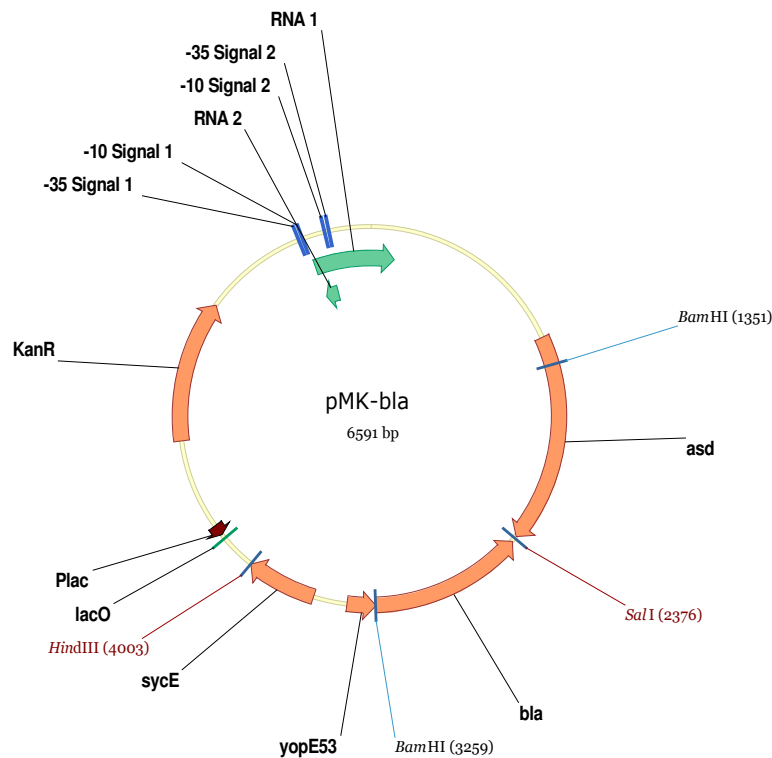 RNA 1
-35 Signal 2
-10 Signal 2
RNA 2
-10 Signal 1
-35 Signal 1
BamHI (1351)
KanR
pMK-bla
6591 bp
asd
Plac
lacO
SalI (2376)
HindIII (4003)
sycE
bla
yopE53
BamHI (3259)